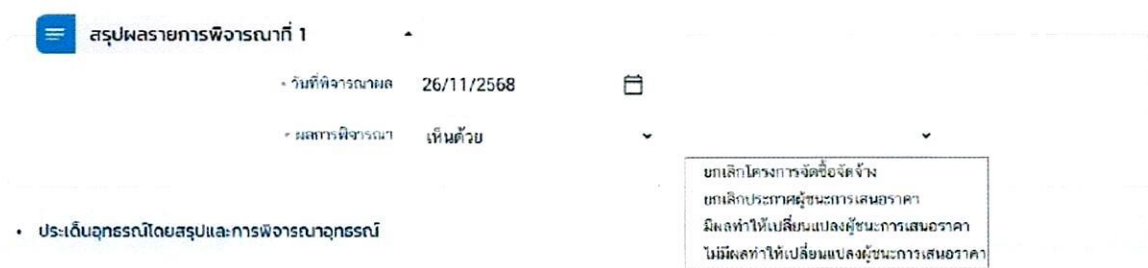 สรุปผลรายการพิจารณาที่ 1
* วันที่พิจารณาผล 26/11/2568
* ผลการพิจารณา เห็นด้วย
ยกเลิกโครงการจัดซื้อจัดจ้าง
ยกเลิกประกาศผู้ชนะการเสนอราคา
มีผลทำให้เปลี่ยนแปลงผู้ชนะการเสนอราคา
ไม่มีผลทำให้เปลี่ยนแปลงผู้ชนะการเสนอราคา
• ประเด็นอุทธรณ์โดยสรุปและการพิจารณาอุทธรณ์